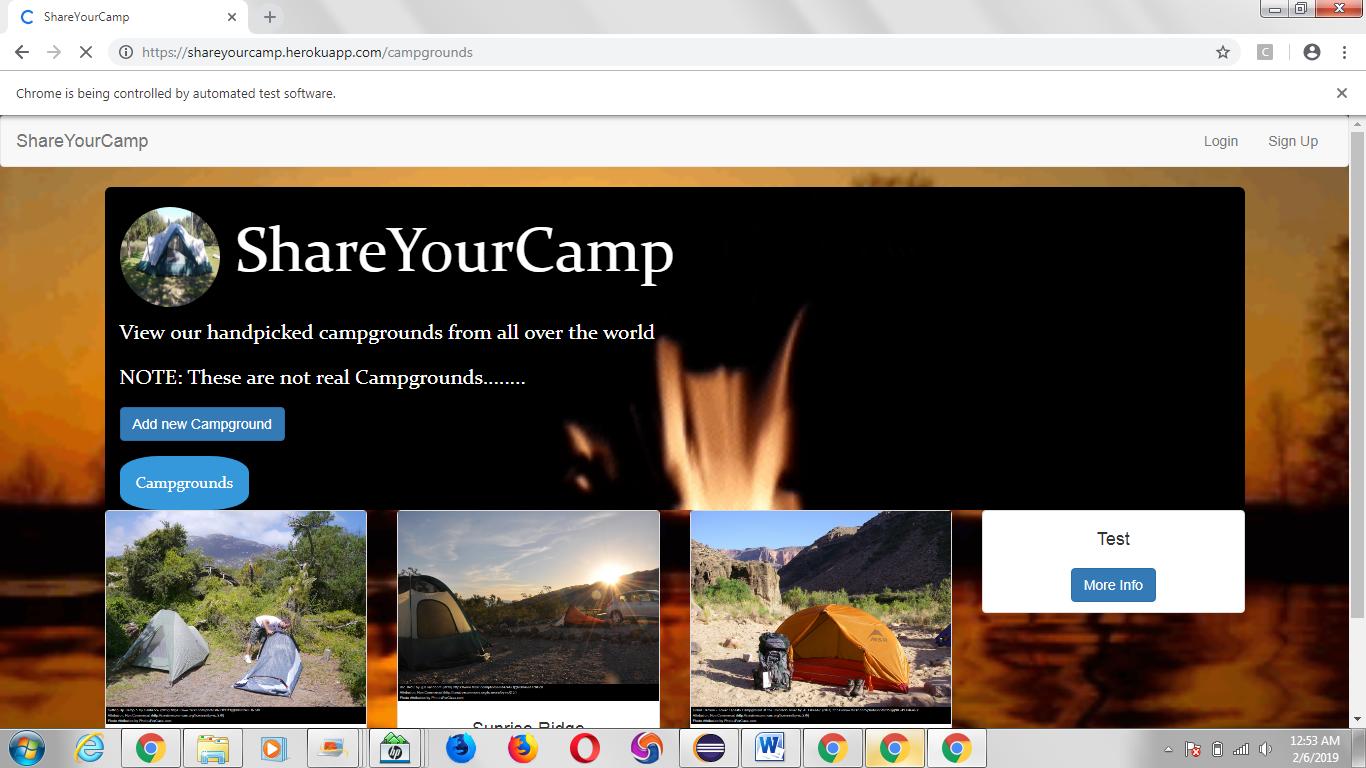 ShareYourCamp
https://shareyourcamp.herokuapp.com/campgrounds
C
Chrome is being controlled by automated test software.
ShareYourCamp
Login
Sign Up
ShareYourCamp
View our handpicked campgrounds from all over the world
NOTE: These are not real Campgrounds........
Add new Campground
Campgrounds
Test
More Info
Sunrise Ridge
12:53 AM
2/6/2019